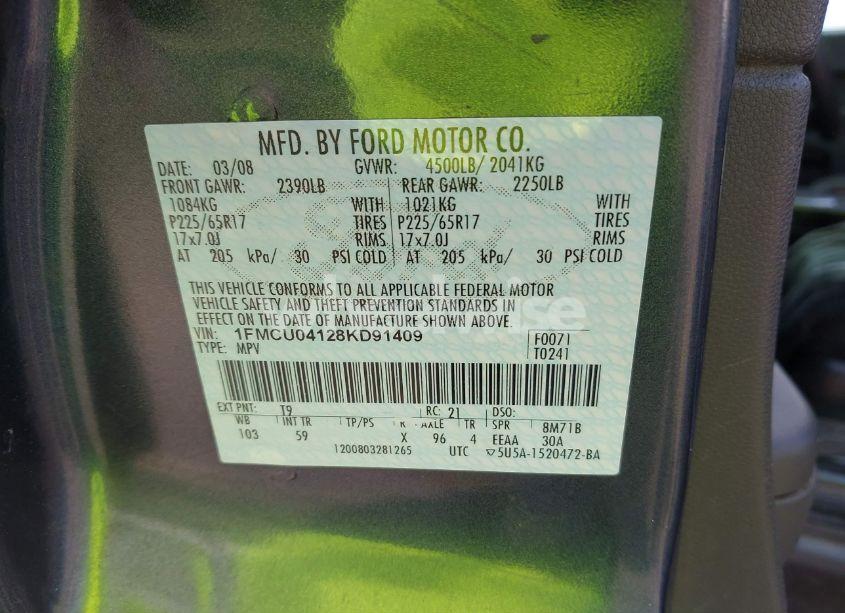 MFD. BY FORD MOTOR CO.
DATE: 03/08 GVWR: 4500LB/ 2041KG
FRONT GAWR: 2390LB REAR GAWR: 2250LB
1084KG WITH 1021KG WITH
P225/65R17 TIRES P225/65R17 TIRES
17x7.0J RIMS 17x7.0J RIMS
AT 205 kPa/ 30 PSI COLD AT 205 kPa/ 30 PSI COLD
THIS VEHICLE CONFORMS TO ALL APPLICABLE FEDERAL MOTOR
VEHICLE SAFETY AND THEFT PREVENTION STANDARDS IN
EFFECT ON THE DATE OF MANUFACTURE SHOWN ABOVE.
VIN: 1FMCU04128KD91409 F0071
TYPE: MPV T0241
EXT PNT: T9 RC: 21 DSO:
WB INT TR TP/PS R AXLE TR SPR 8M71B
103 59 X 96 4 EEAA 30A
1200803281265 UTC ▽5U5A-1520472-BA